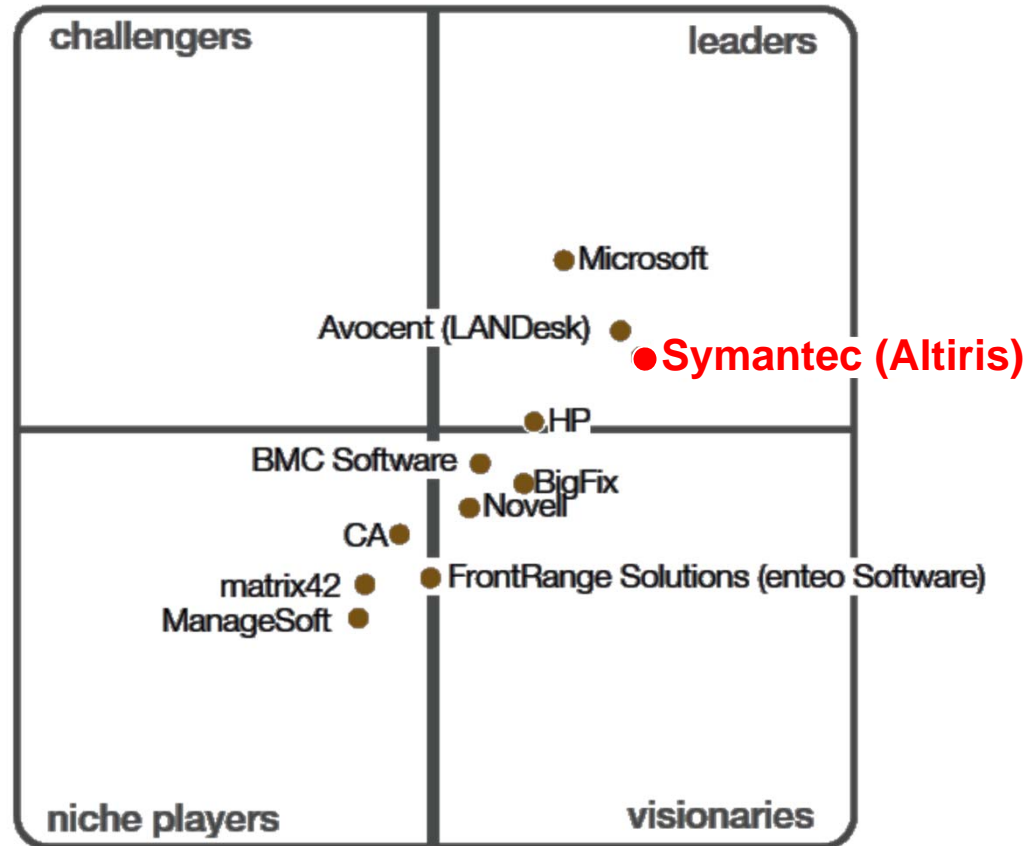 challengers
leaders
Microsoft
Avocent (LANDesk)
Symantec (Altiris)
HP
BMC Software
BigFix
Novell
CA
FrontRange Solutions (enteo Software)
matrix42
ManageSoft
niche players
visionaries